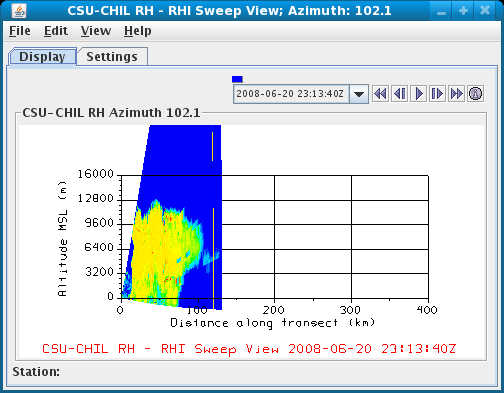 CSU-CHIL RH - RHI Sweep View; Azimuth: 102.1
File Edit View Help
Display Settings
2008-06-20 23:13:40Z
CSU-CHIL RH Azimuth 102.1
16000
12800
9600
6400
3200
0
Altitude MSL (m)
0 100 200 300 400
Distance along transect (km)
CSU-CHIL RH - RHI Sweep View 2008-06-20 23:13:40Z
Station: